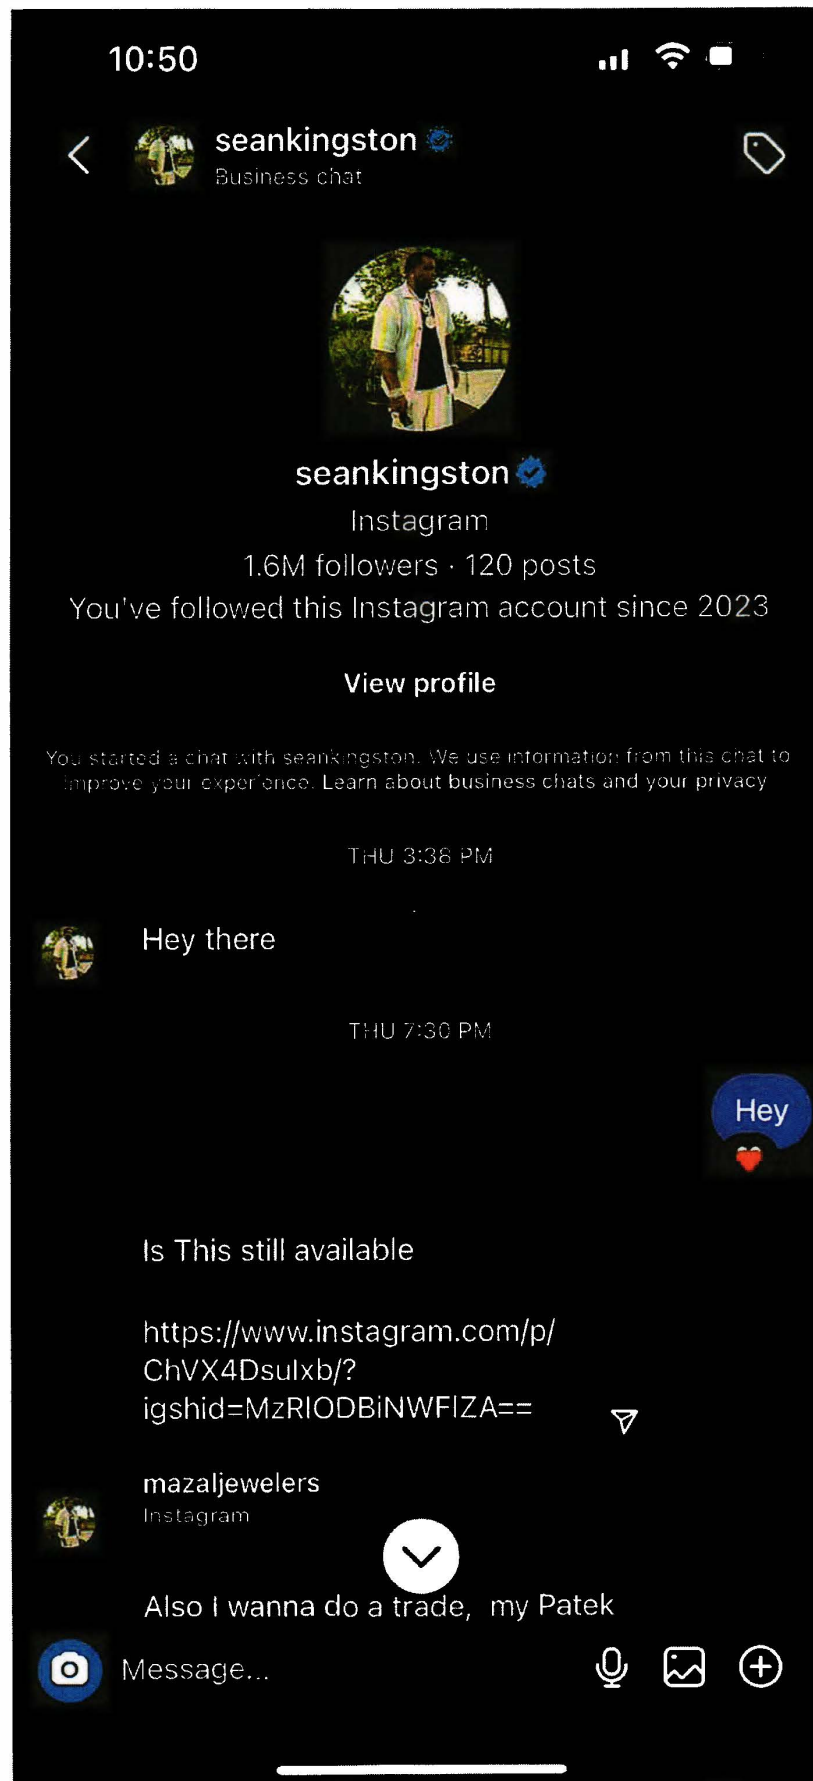 10:50
seankingston
Business chat
seankingston
Instagram
1.6M followers · 120 posts
You've followed this Instagram account since 2023
View profile
You started a chat with seankingston. We use information from this chat to
improve your experience. Learn about business chats and your privacy
THU 3:38 PM
Hey there
THU 7:30 PM
Hey
Is This still available
https://www.instagram.com/p/
ChVX4Dsulxb/?
igshid=MzRlODBiNWFlZA==
mazaljewelers
Instagram
Also I wanna do a trade, my Patek
Message...